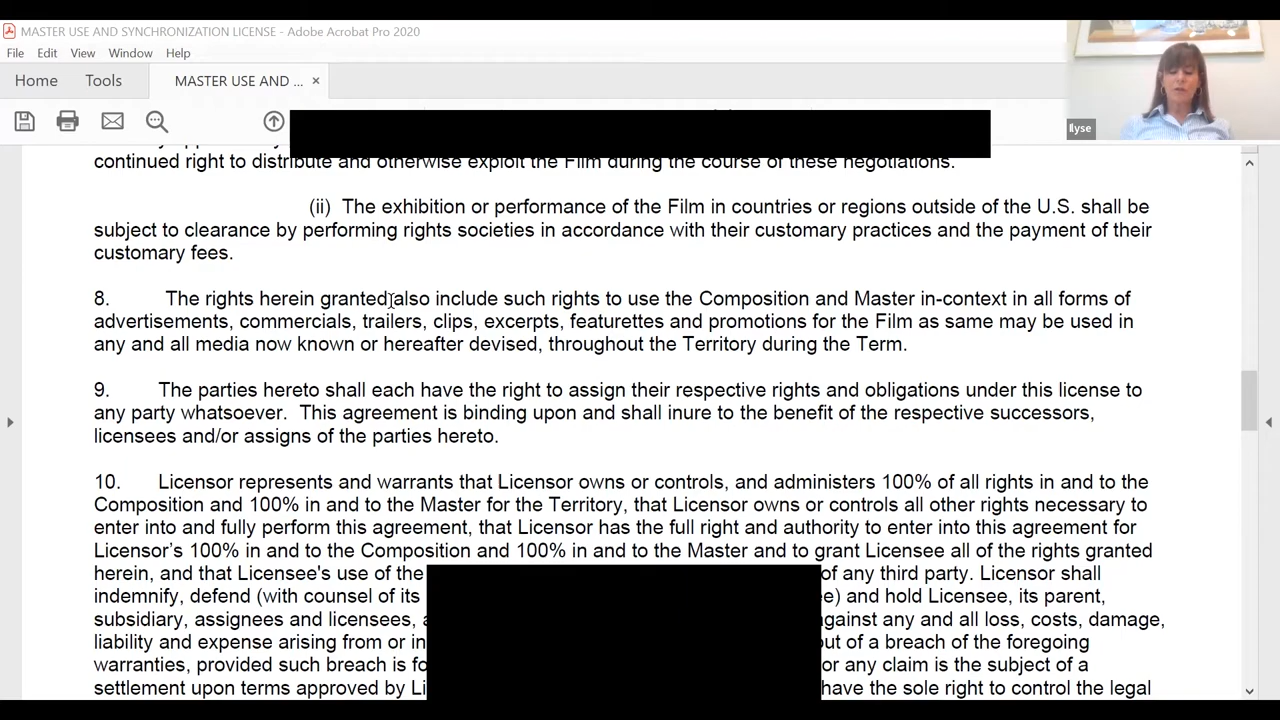 MASTER USE AND SYNCHRONIZATION LICENSE - Adobe Acrobat Pro 2020
File Edit View Window Help
Home Tools MASTER USE AND ... ×
Ilyse
continued right to distribute and otherwise exploit the Film during the course of these negotiations.
(ii) The exhibition or performance of the Film in countries or regions outside of the U.S. shall be
subject to clearance by performing rights societies in accordance with their customary practices and the payment of their
customary fees.
8. The rights herein granted also include such rights to use the Composition and Master in-context in all forms of
advertisements, commercials, trailers, clips, excerpts, featurettes and promotions for the Film as same may be used in
any and all media now known or hereafter devised, throughout the Territory during the Term.
9. The parties hereto shall each have the right to assign their respective rights and obligations under this license to
any party whatsoever. This agreement is binding upon and shall inure to the benefit of the respective successors,
licensees and/or assigns of the parties hereto.
10. Licensor represents and warrants that Licensor owns or controls, and administers 100% of all rights in and to the
Composition and 100% in and to the Master for the Territory, that Licensor owns or controls all other rights necessary to
enter into and fully perform this agreement, that Licensor has the full right and authority to enter into this agreement for
Licensor's 100% in and to the Composition and 100% in and to the Master and to grant Licensee all of the rights granted
herein, and that Licensee's use of the of any third party. Licensor shall
indemnify, defend (with counsel of its ee) and hold Licensee, its parent,
subsidiary, assignees and licensees, against any and all loss, costs, damage,
liability and expense arising from or in out of a breach of the foregoing
warranties, provided such breach is fo or any claim is the subject of a
settlement upon terms approved by Li have the sole right to control the legal